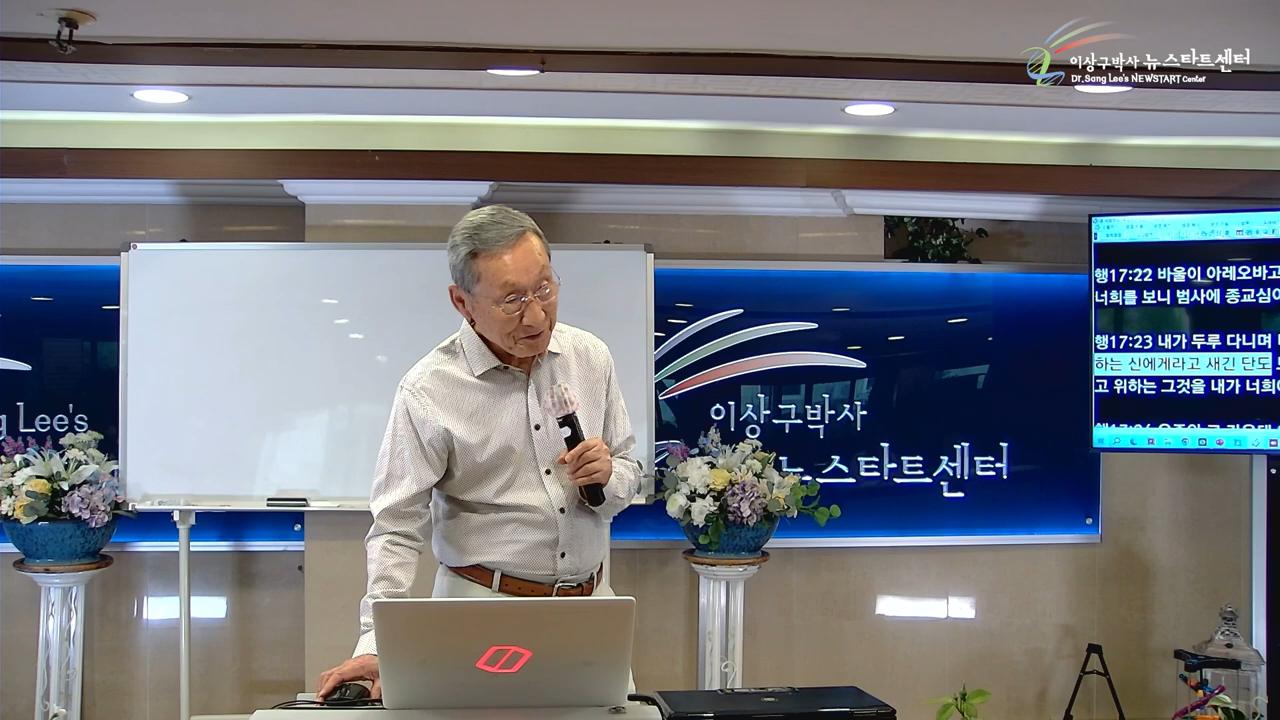 이상구박사 뉴스타트센터
Dr. Sang Lee's NEWSTART Center
행17:22 바울이 아레오바고
너희를 보니 범사에 종교심이
행17:23 내가 두루 다니며
하는 신에게라고 새긴 단도
고 위하는 그것을 내가 너희에
Lee's
이상구박사
뉴스타트센터